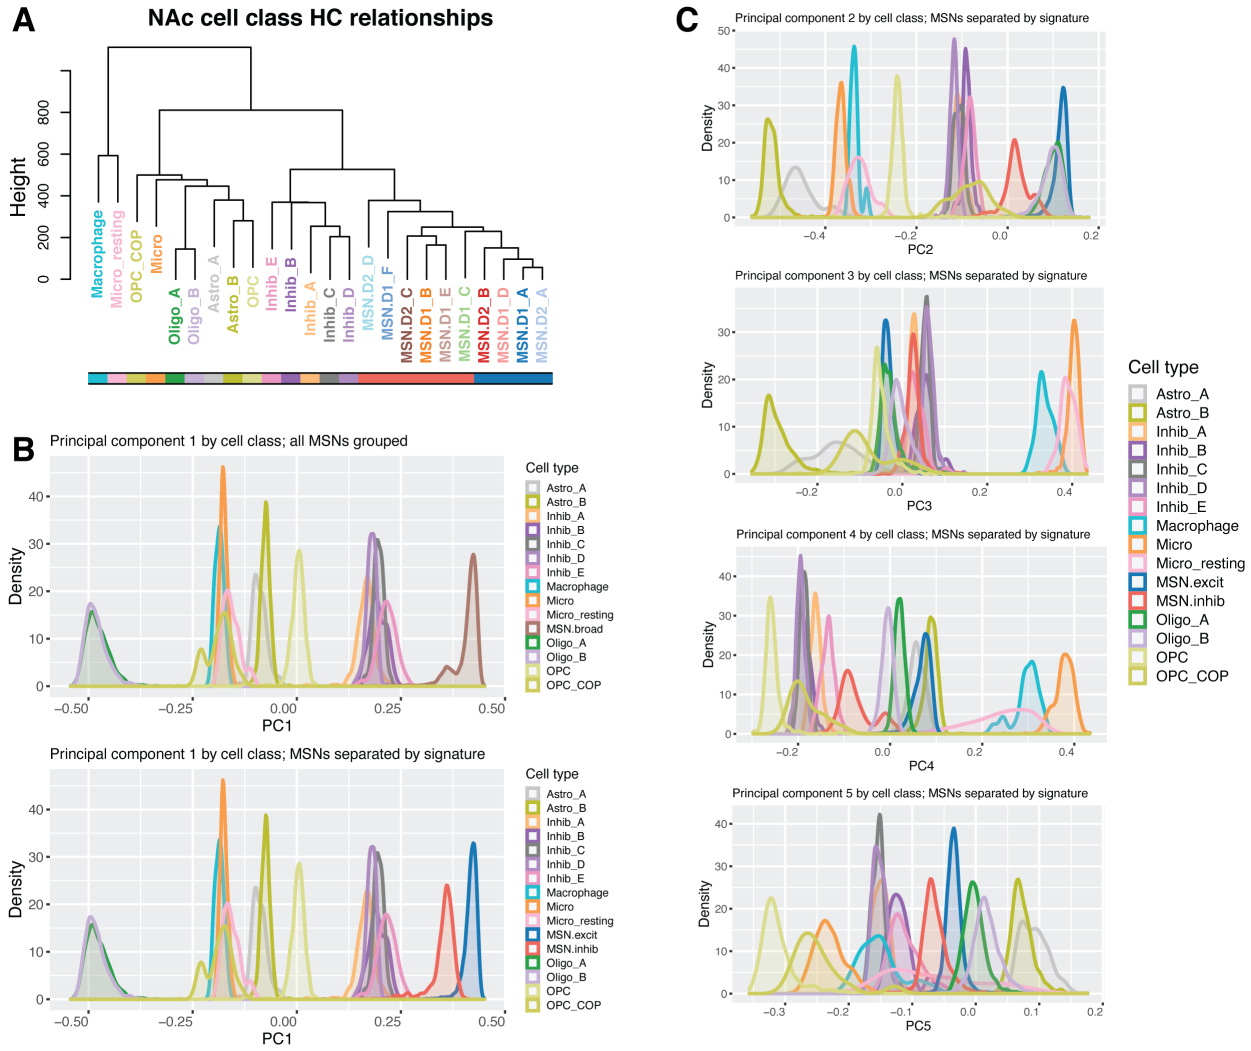 A
NAc cell class HC relationships
Height
0 200 400 600 800
Macrophage
Micro_resting
OPC_COP
Micro
Oligo_A
Oligo_B
Astro_A
Astro_B
OPC
Inhib_E
Inhib_B
Inhib_A
Inhib_C
Inhib_D
MSN.D2_D
MSN.D1_F
MSN.D2_C
MSN.D1_B
MSN.D1_E
MSN.D1_C
MSN.D2_B
MSN.D1_D
MSN.D1_A
MSN.D2_A
B
Principal component 1 by cell class; all MSNs grouped
Density
40
30
20
10
0
−0.50 −0.25 0.00 0.25 0.50
PC1
Cell type
Astro_A
Astro_B
Inhib_A
Inhib_B
Inhib_C
Inhib_D
Inhib_E
Macrophage
Micro
Micro_resting
MSN.broad
Oligo_A
Oligo_B
OPC
OPC_COP
Principal component 1 by cell class; MSNs separated by signature
Density
40
30
20
10
0
−0.50 −0.25 0.00 0.25 0.50
PC1
Cell type
Astro_A
Astro_B
Inhib_A
Inhib_B
Inhib_C
Inhib_D
Inhib_E
Macrophage
Micro
Micro_resting
MSN.excit
MSN.inhib
Oligo_A
Oligo_B
OPC
OPC_COP
C
Principal component 2 by cell class; MSNs separated by signature
Density
50
40
30
20
10
0
−0.4 −0.2 0.0 0.2
PC2
Principal component 3 by cell class; MSNs separated by signature
Density
30
20
10
0
−0.2 0.0 0.2 0.4
PC3
Principal component 4 by cell class; MSNs separated by signature
Density
40
30
20
10
0
−0.2 0.0 0.2 0.4
PC4
Principal component 5 by cell class; MSNs separated by signature
Density
40
30
20
10
0
−0.3 −0.2 −0.1 0.0 0.1 0.2
PC5
Cell type
Astro_A
Astro_B
Inhib_A
Inhib_B
Inhib_C
Inhib_D
Inhib_E
Macrophage
Micro
Micro_resting
MSN.excit
MSN.inhib
Oligo_A
Oligo_B
OPC
OPC_COP